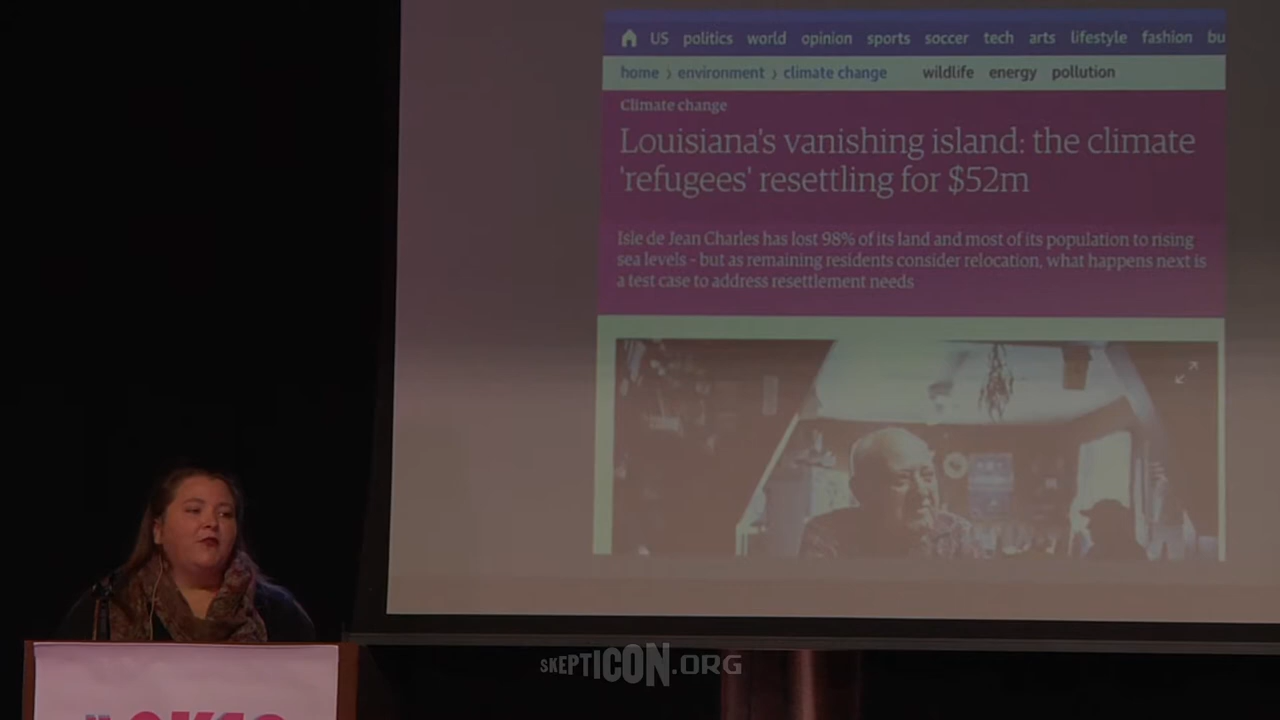 US politics world opinion sports soccer tech arts lifestyle fashion bu
home › environment › climate change wildlife energy pollution
Climate change
Louisiana's vanishing island: the climate
'refugees' resettling for $52m
Isle de Jean Charles has lost 98% of its land and most of its population to rising
sea levels - but as remaining residents consider relocation, what happens next is
a test case to address resettlement needs
SKEPTICON.ORG